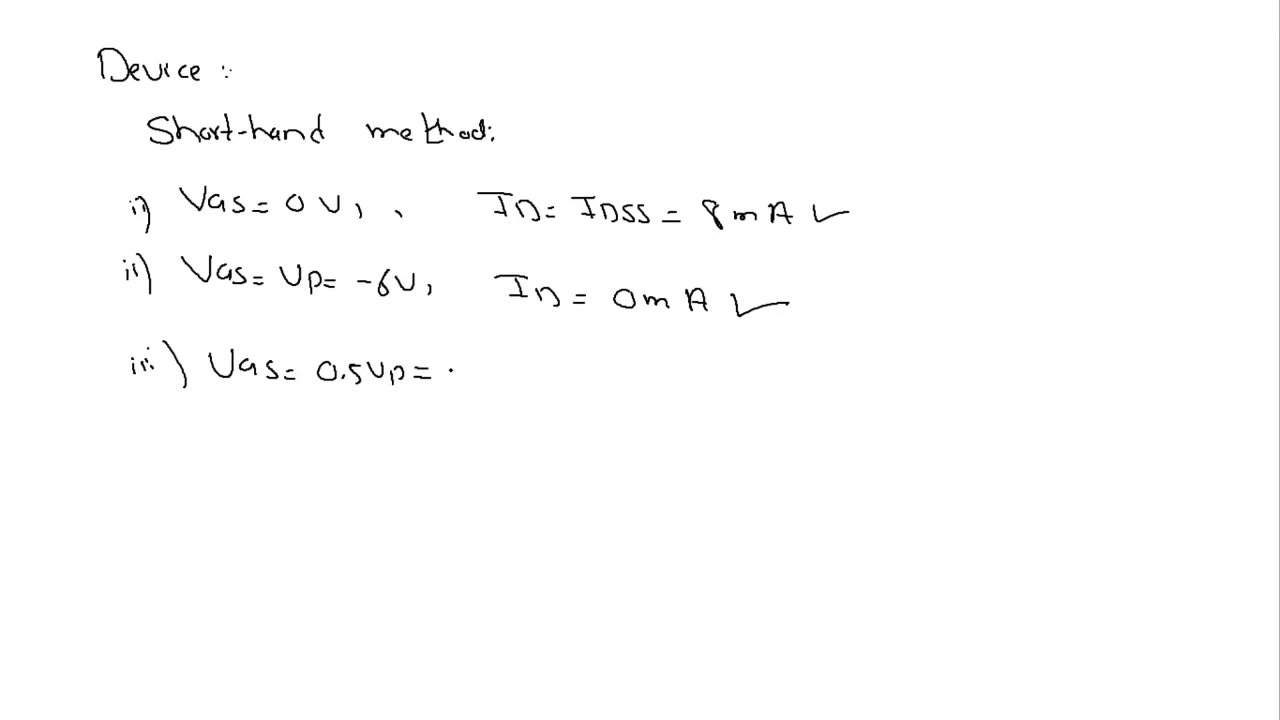 Device :
Short-hand method:
i) VGS = 0 V, , ID = IDSS = 8 mA ✓
ii) VGS = VP = -6V, ID = 0 mA ✓
iii) VGS = 0.5VP = .